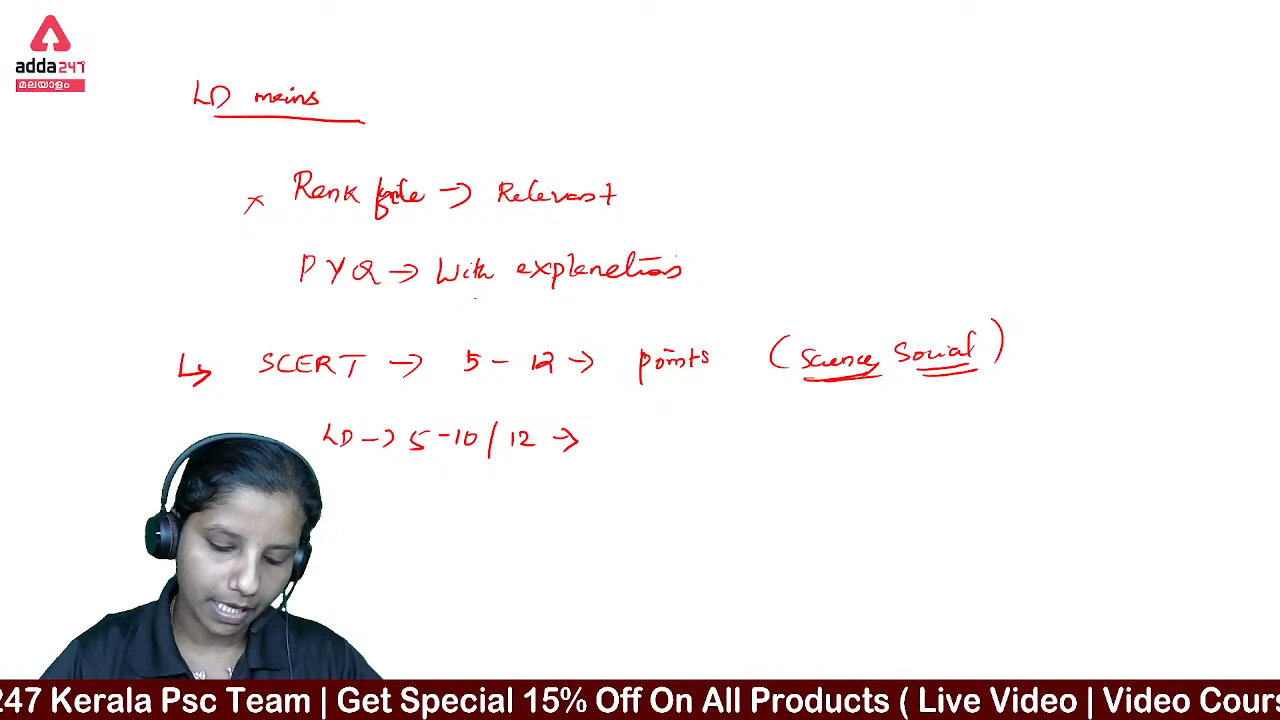 adda247
മലയാളം
LD mains
x Rank file → Relevant
PYQ → With explanations
↳ SCERT → 5 - 12 → points (Science, Social)
LD → 5 - 10 / 12 →
247 Kerala Psc Team | Get Special 15% Off On All Products ( Live Video | Video Cours